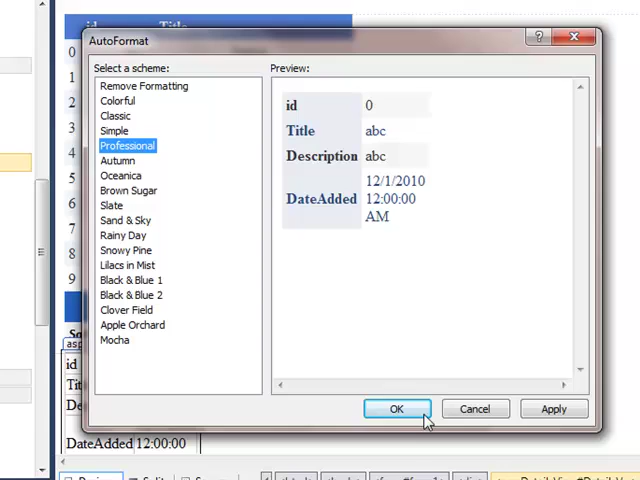 id Title
AutoFormat
Select a scheme:
Preview:
Remove Formatting
Colorful
Classic
Simple
Professional
Autumn
Oceanica
Brown Sugar
Slate
Sand & Sky
Rainy Day
Snowy Pine
Lilacs in Mist
Black & Blue 1
Black & Blue 2
Clover Field
Apple Orchard
Mocha
id 0
Title abc
Description abc
DateAdded 12/1/2010 12:00:00 AM
OK Cancel Apply
0
1
2
3
4
5
6
7
8
9
asp
id
DateAdded 12:00:00